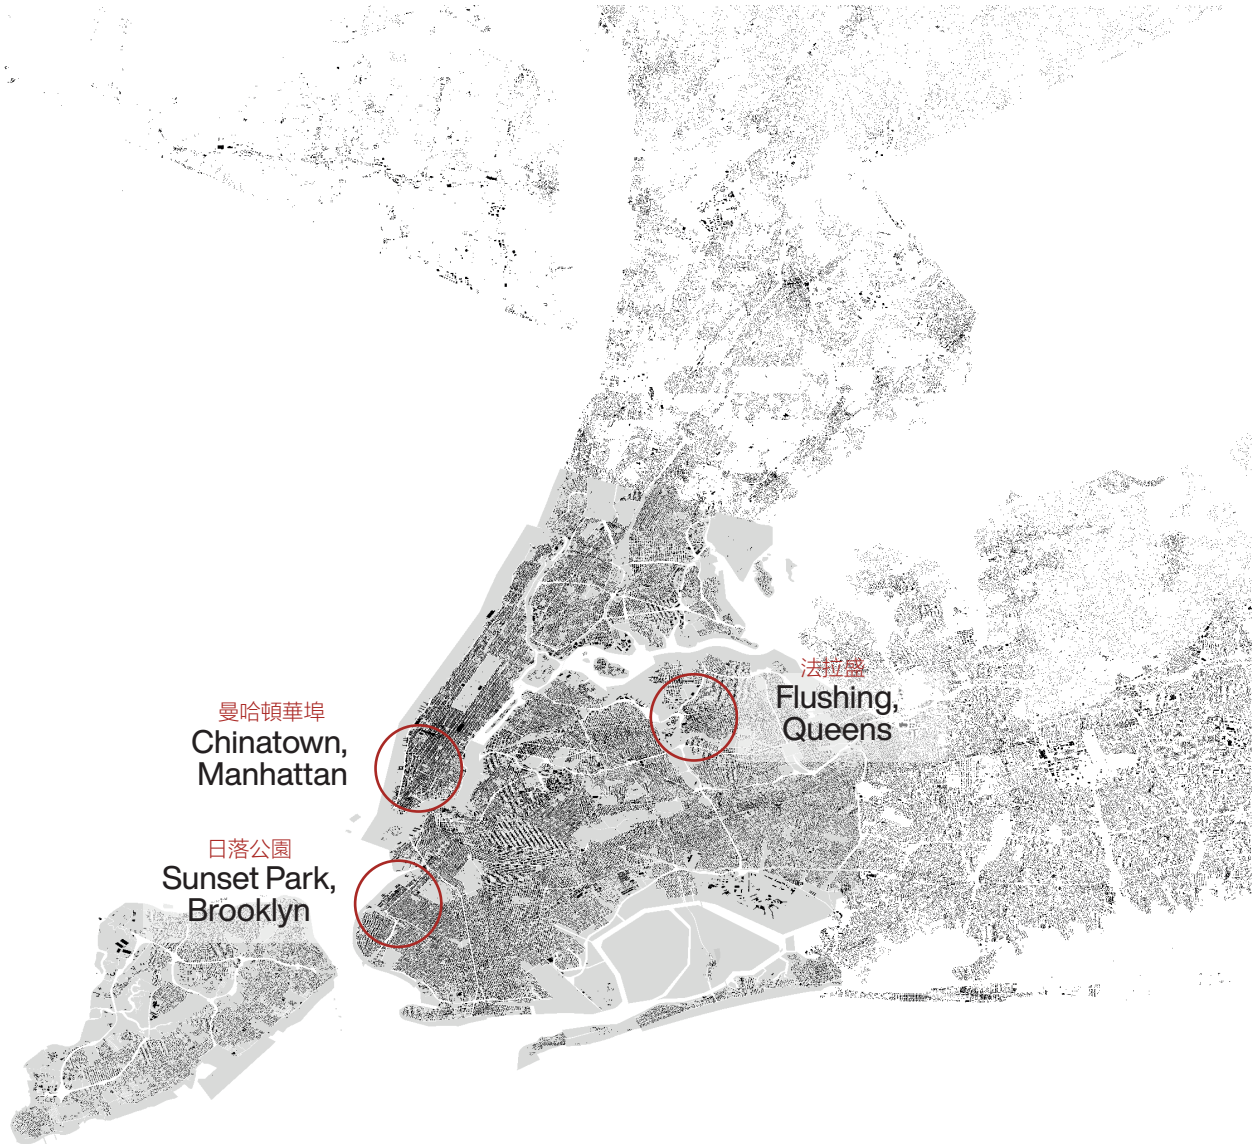 法拉盛
Flushing,
Queens
曼哈頓華埠
Chinatown,
Manhattan
日落公園
Sunset Park,
Brooklyn